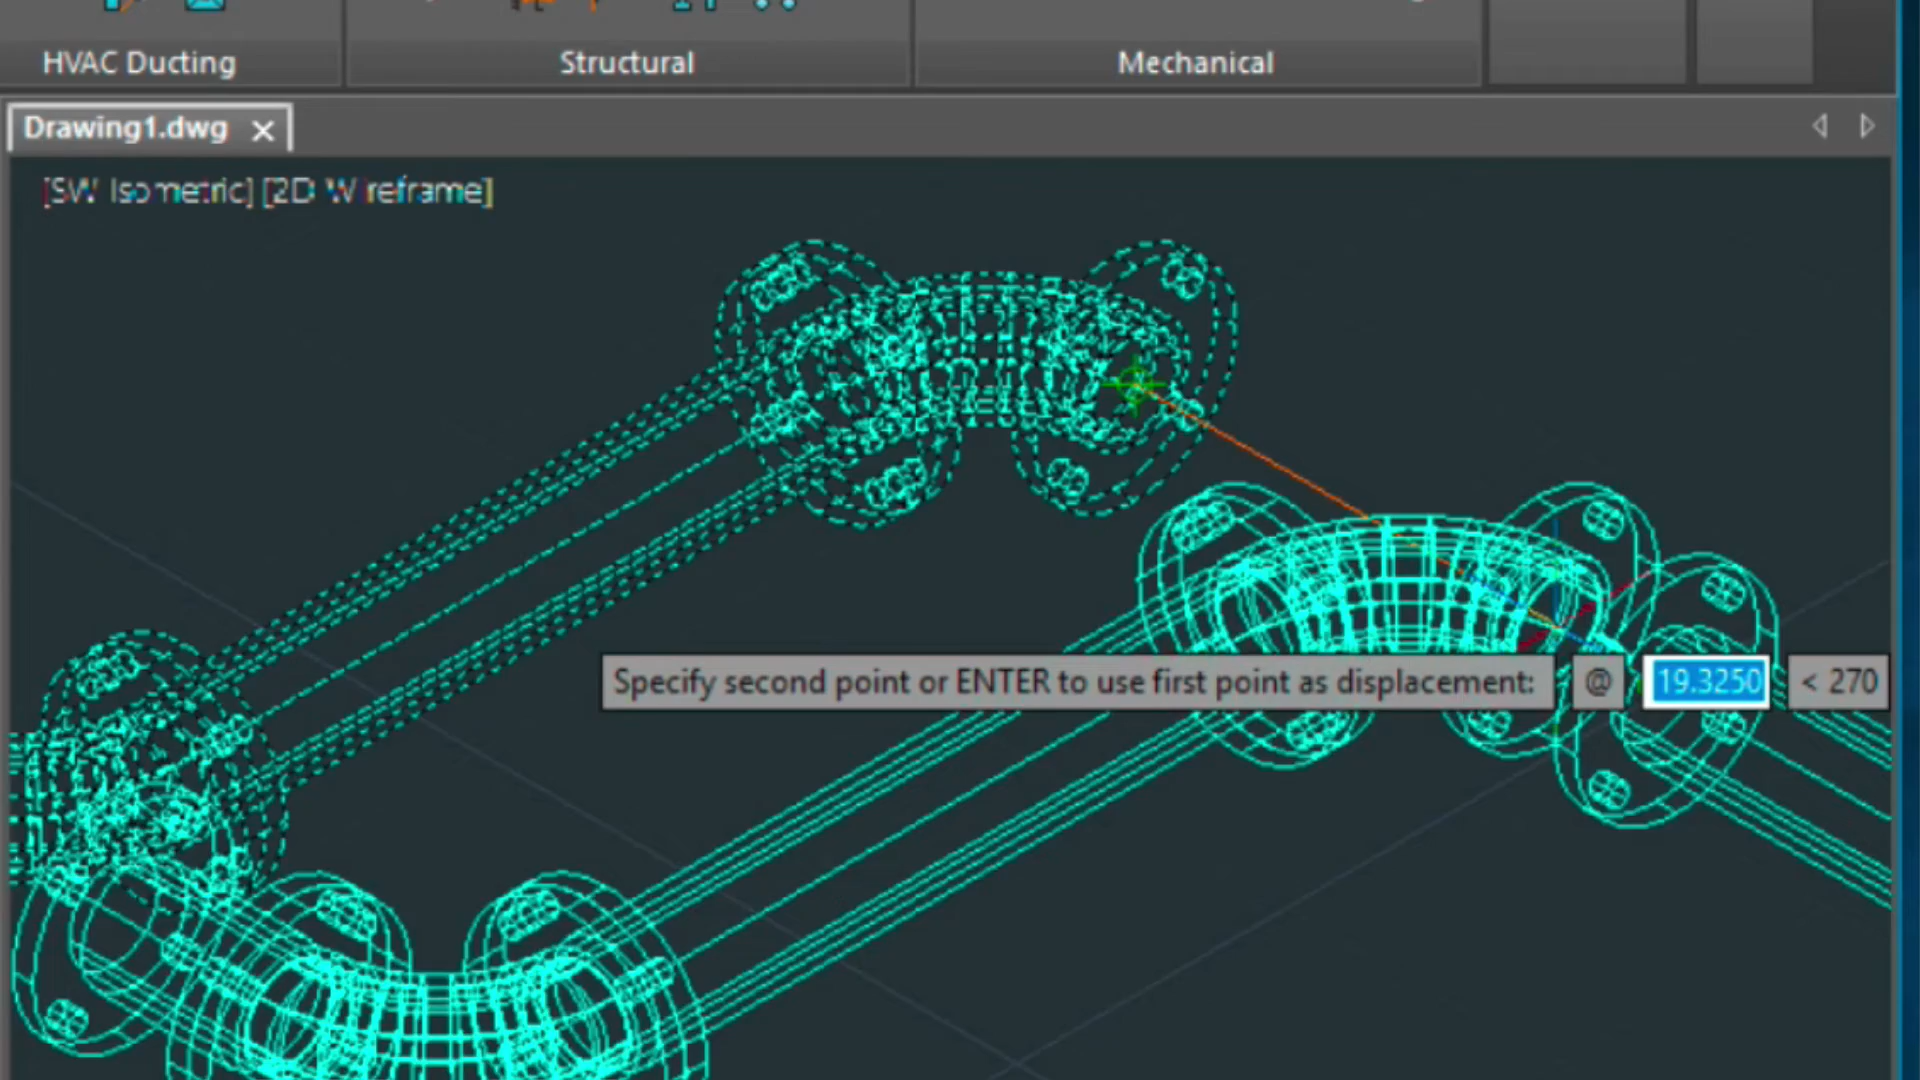 HVAC Ducting
Structural
Mechanical
Drawing1.dwg
[SW Isometric] [2D Wireframe]
Specify second point or ENTER to use first point as displacement: @ 19.3250 < 270